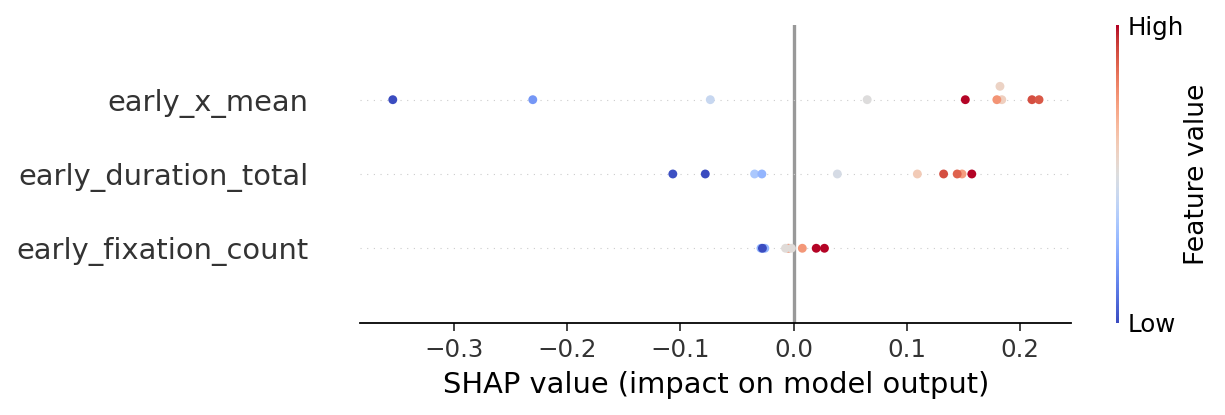 High
early_x_mean
early_duration_total
early_fixation_count
Feature value
Low
−0.3 −0.2 −0.1 0.0 0.1 0.2
SHAP value (impact on model output)